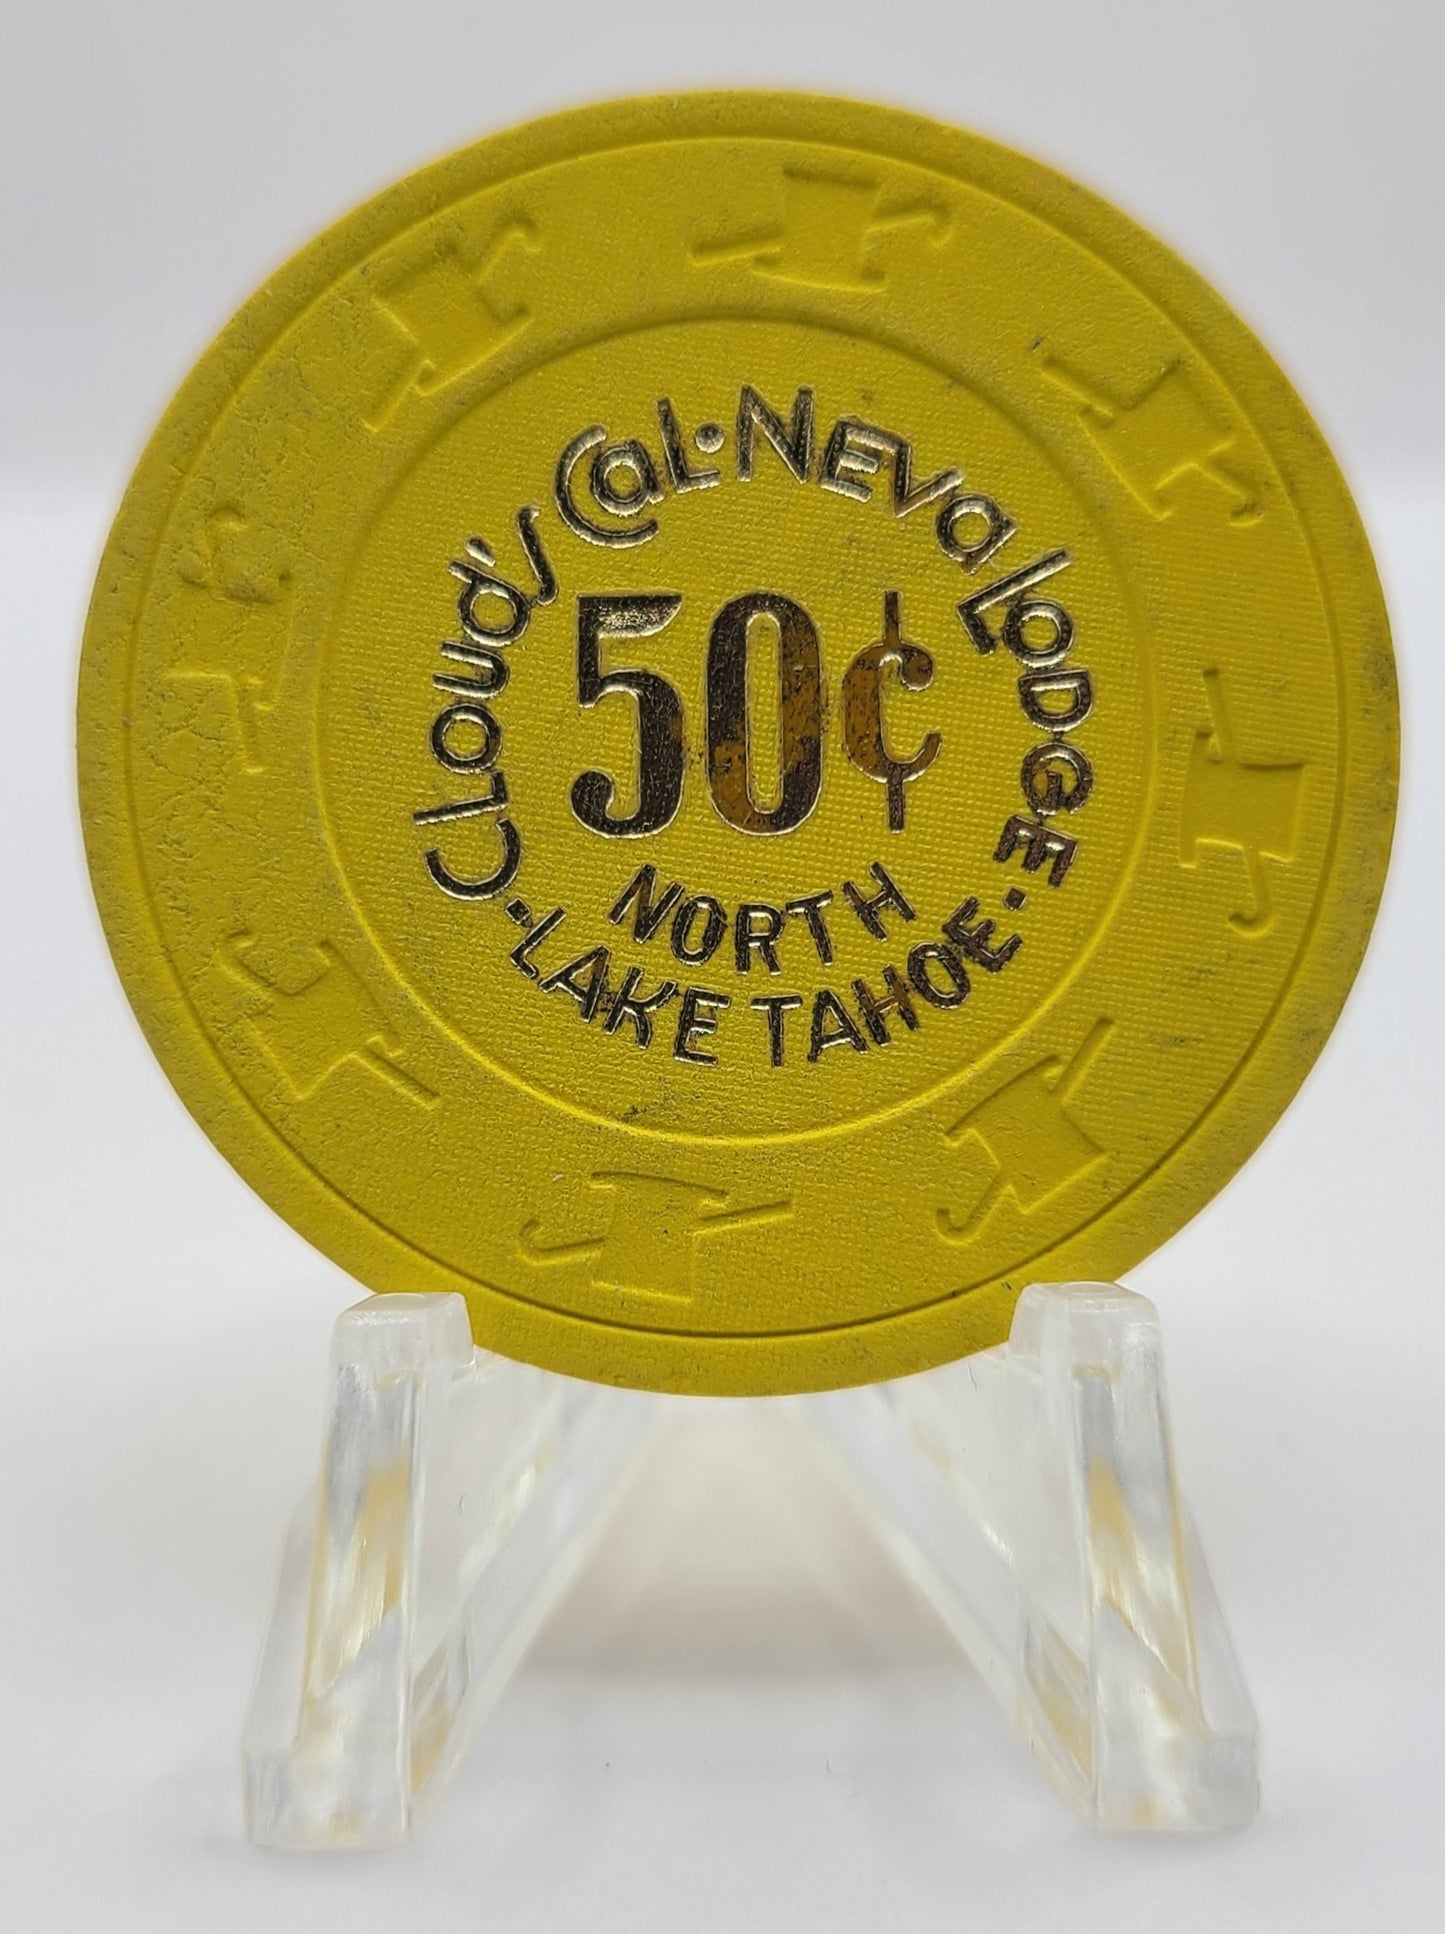 Cloud's Cal·Neva Lodge
50¢
NORTH
·LAKE TAHOE·